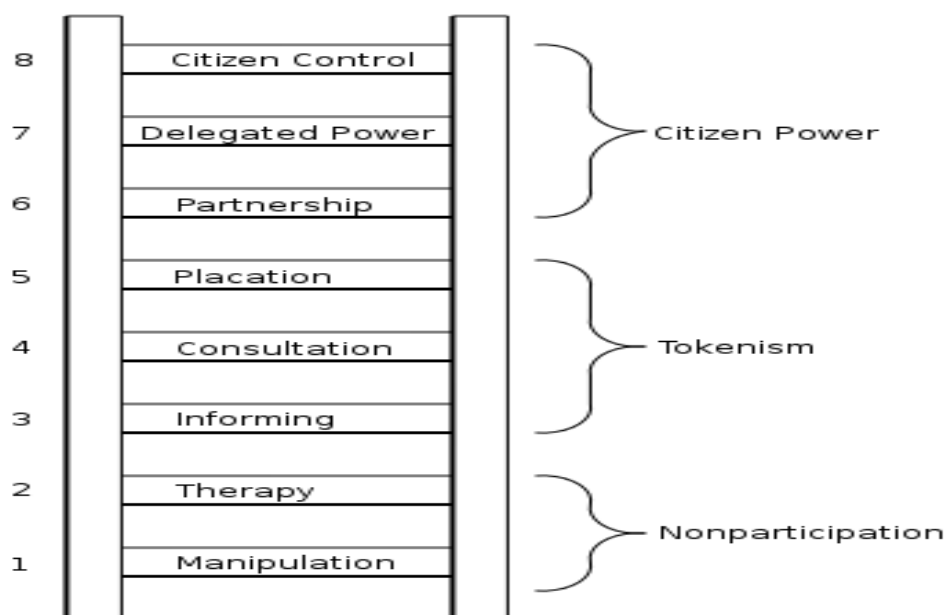 8 Citizen Control
7 Delegated Power Citizen Power
6 Partnership
5 Placation
4 Consultation Tokenism
3 Informing
2 Therapy
Nonparticipation
1 Manipulation